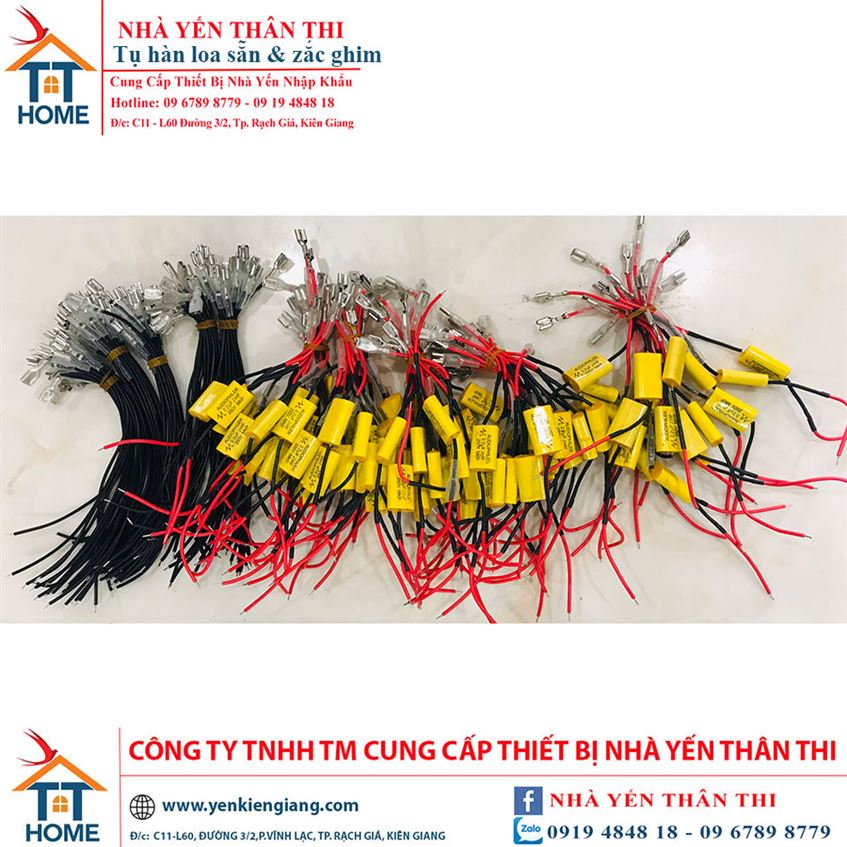 NHÀ YẾN THÂN THI
Tụ hàn loa sẵn & zắc ghim
Cung Cấp Thiết Bị Nhà Yến Nhập Khẩu
Hotline: 09 6789 8779 - 09 19 4848 18
Đ/c: C11 - L60 Đường 3/2, Tp. Rạch Giá, Kiên Giang
TT
HOME
CÔNG TY TNHH TM CUNG CẤP THIẾT BỊ NHÀ YẾN THÂN THI
www.yenkiengiang.com
NHÀ YẾN THÂN THI
Zalo
0919 4848 18 - 09 6789 8779
Đ/c: C11-L60, ĐƯỜNG 3/2,P.VĨNH LẠC, TP. RẠCH GIÁ, KIÊN GIANG
TT
HOME